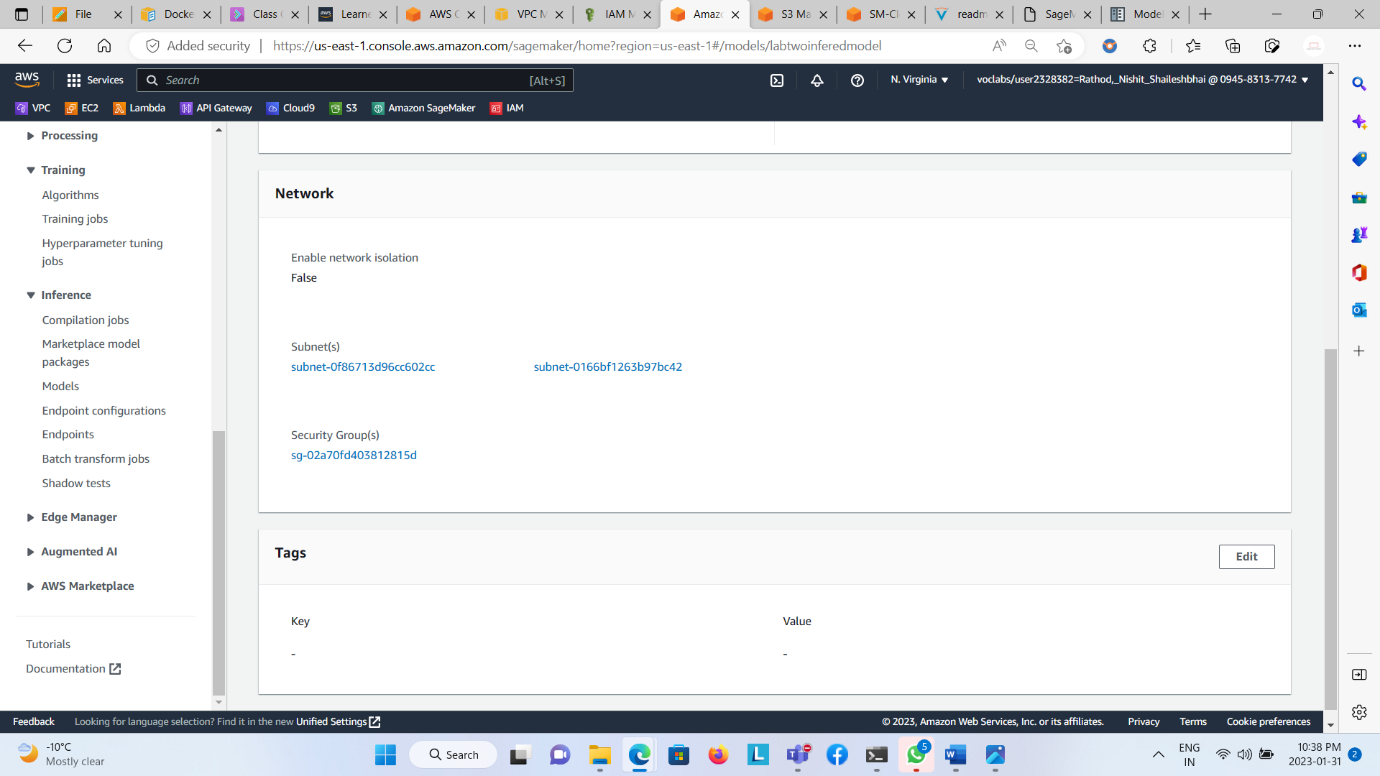 File
Docke
Class (
Learne
AWS C
VPC M
IAM M
Amaz
S3 Ma
SM-Cl
readm
SageM
Model
Added security
https://us-east-1.console.aws.amazon.com/sagemaker/home?region=us-east-1#/models/labtwoinferedmodel
aws
Services
Search
[Alt+S]
N. Virginia
voclabs/user2328382=Rathod,_Nishit_Shaileshbhai @ 0945-8313-7742
VPC
EC2
Lambda
API Gateway
Cloud9
S3
Amazon SageMaker
IAM
Processing
Training
Algorithms
Training jobs
Hyperparameter tuning
jobs
Inference
Compilation jobs
Marketplace model
packages
Models
Endpoint configurations
Endpoints
Batch transform jobs
Shadow tests
Edge Manager
Augmented AI
AWS Marketplace
Tutorials
Documentation
Network
Enable network isolation
False
Subnet(s)
subnet-0f86713d96cc602cc
subnet-0166bf1263b97bc42
Security Group(s)
sg-02a70fd403812815d
Tags
Edit
Key
Value
-
-
Feedback
Looking for language selection? Find it in the new Unified Settings
© 2023, Amazon Web Services, Inc. or its affiliates.
Privacy
Terms
Cookie preferences
-10°C
Mostly clear
Search
5
ENG
IN
10:38 PM
2023-01-31
2